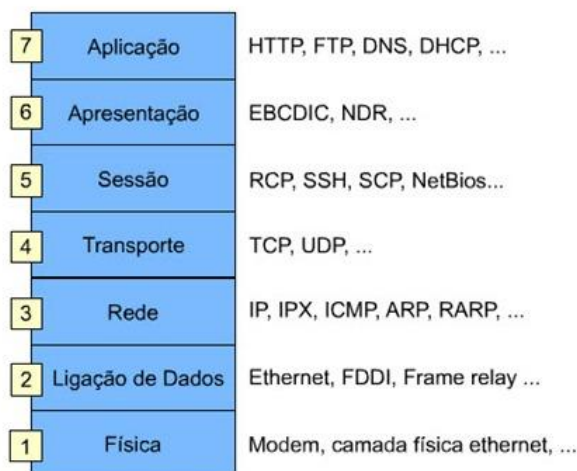 7 Aplicação HTTP, FTP, DNS, DHCP, ...
6 Apresentação EBCDIC, NDR, ...
5 Sessão RCP, SSH, SCP, NetBios...
4 Transporte TCP, UDP, ...
3 Rede IP, IPX, ICMP, ARP, RARP, ...
2 Ligação de Dados Ethernet, FDDI, Frame relay ...
1 Física Modem, camada física ethernet, ...